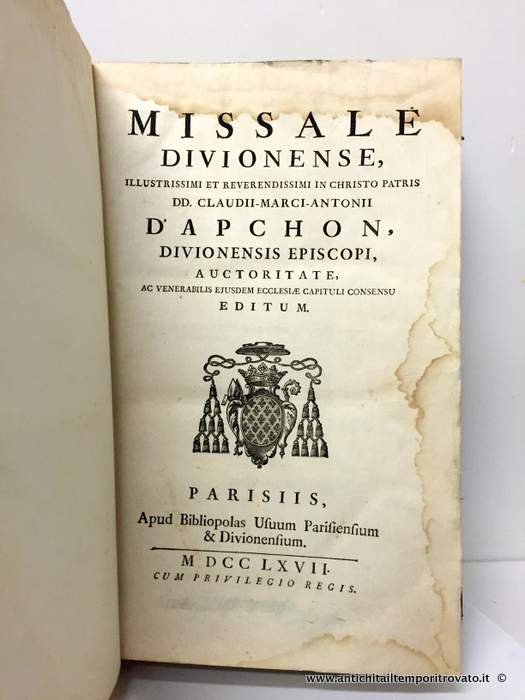 MISSALE
DIVIONENSE,
ILLUSTRISSIMI ET REVERENDISSIMI IN CHRISTO PATRIS
DD. CLAUDII-MARCI-ANTONII
D'APCHON,
DIVIONENSIS EPISCOPI,
AUCTORITATE,
AC VENERABILIS EJUSDEM ECCLESIÆ CAPITULI CONSENSU
EDITUM.
PARISIIS,
Apud Bibliopolas Uſuum Pariſienſium
& Divionenſium.
M DCC LXVII.
CUM PRIVILEGIO REGIS.
www.antichitailtemporitrovato.it - ©